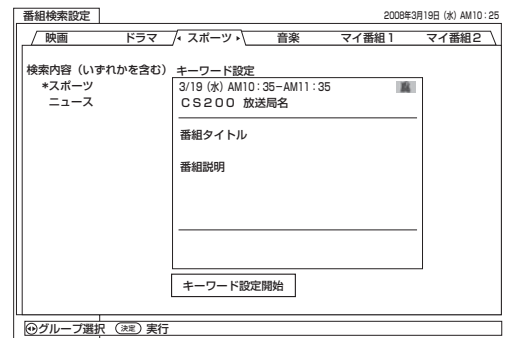 番組検索設定 2008年3月19日（水）AM10：25
映画 ドラマ スポーツ 音楽 マイ番組1 マイ番組2
検索内容（いずれかを含む） キーワード設定
*スポーツ
ニュース
3/19（水）AM10：35−AM11：35
CS200 放送局名
番組タイトル
番組説明
キーワード設定開始
グループ選択 決定 実行